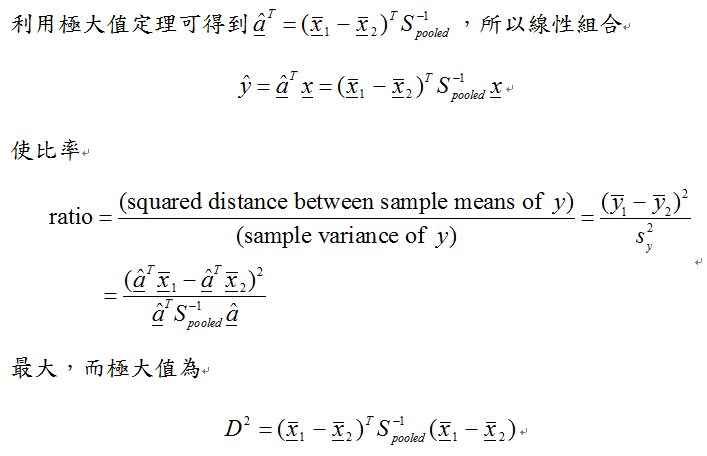 利用極大值定理可得到 $\underline{\hat{a}}^T = (\underline{\bar{x}}_1 - \underline{\bar{x}}_2)^T S_{pooled}^{-1}$ ，所以線性組合
$\hat{y} = \underline{\hat{a}}^T \underline{x} = (\underline{\bar{x}}_1 - \underline{\bar{x}}_2)^T S_{pooled}^{-1} \underline{x}$
使比率
$\text{ratio} = \frac{(\text{squared distance between sample means of } y)}{(\text{sample variance of } y)} = \frac{(\bar{y}_1 - \bar{y}_2)^2}{s_y^2}$
$= \frac{(\underline{\hat{a}}^T \underline{\bar{x}}_1 - \underline{\hat{a}}^T \underline{\bar{x}}_2)^2}{\underline{\hat{a}}^T S_{pooled}^{-1} \underline{\hat{a}}}$
最大，而極大值為
$D^2 = (\underline{\bar{x}}_1 - \underline{\bar{x}}_2)^T S_{pooled}^{-1} (\underline{\bar{x}}_1 - \underline{\bar{x}}_2)$